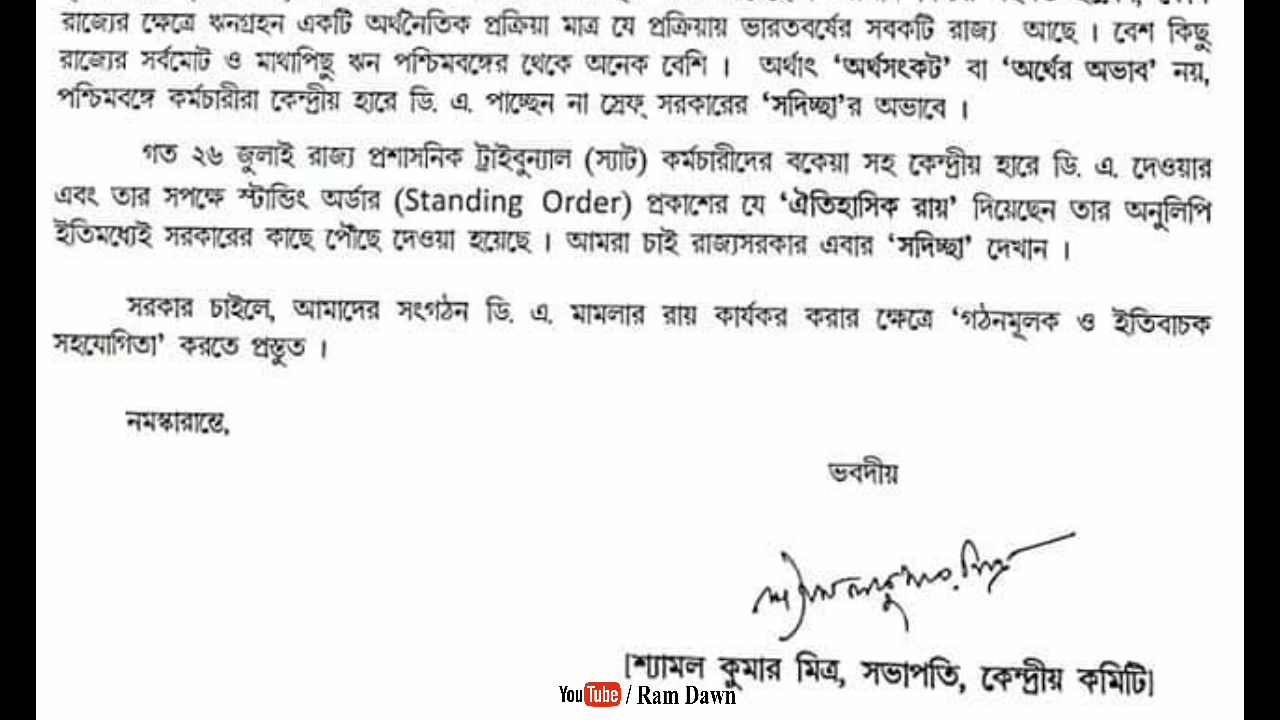 রাজ্যের ক্ষেত্রে ঋনগ্রহন একটি অর্থনৈতিক প্রক্রিয়া মাত্র যে প্রক্রিয়ায় ভারতবর্ষের সবকটি রাজ্য আছে । বেশ কিছু
রাজ্যের সর্বমোট ও মাথাপিছু ঋন পশ্চিমবঙ্গের থেকে অনেক বেশি । অর্থাৎ ‘অর্থসংকট’ বা ‘অর্থের অভাব’ নয়,
পশ্চিমবঙ্গে কর্মচারীরা কেন্দ্রীয় হারে ডি. এ. পাচ্ছেন না স্রেফ্ সরকারের ‘সদিচ্ছা’র অভাবে ।
গত ২৬ জুলাই রাজ্য প্রশাসনিক ট্রাইবুন্যাল (স্যাট) কর্মচারীদের বকেয়া সহ কেন্দ্রীয় হারে ডি. এ. দেওয়ার
এবং তার সপক্ষে স্টান্ডিং অর্ডার (Standing Order) প্রকাশের যে ‘ঐতিহাসিক রায়’ দিয়েছেন তার অনুলিপি
ইতিমধ্যেই সরকারের কাছে পৌঁছে দেওয়া হয়েছে । আমরা চাই রাজ্যসরকার এবার ‘সদিচ্ছা’ দেখান ।
সরকার চাইলে, আমাদের সংগঠন ডি. এ. মামলার রায় কার্যকর করার ক্ষেত্রে ‘গঠনমূলক ও ইতিবাচক
সহযোগিতা’ করতে প্রস্তুত ।
নমস্কারান্তে,
ভবদীয়
শ্যামলকুমার মিত্র
[শ্যামল কুমার মিত্র, সভাপতি, কেন্দ্রীয় কমিটি]
YouTube / Ram Dawn